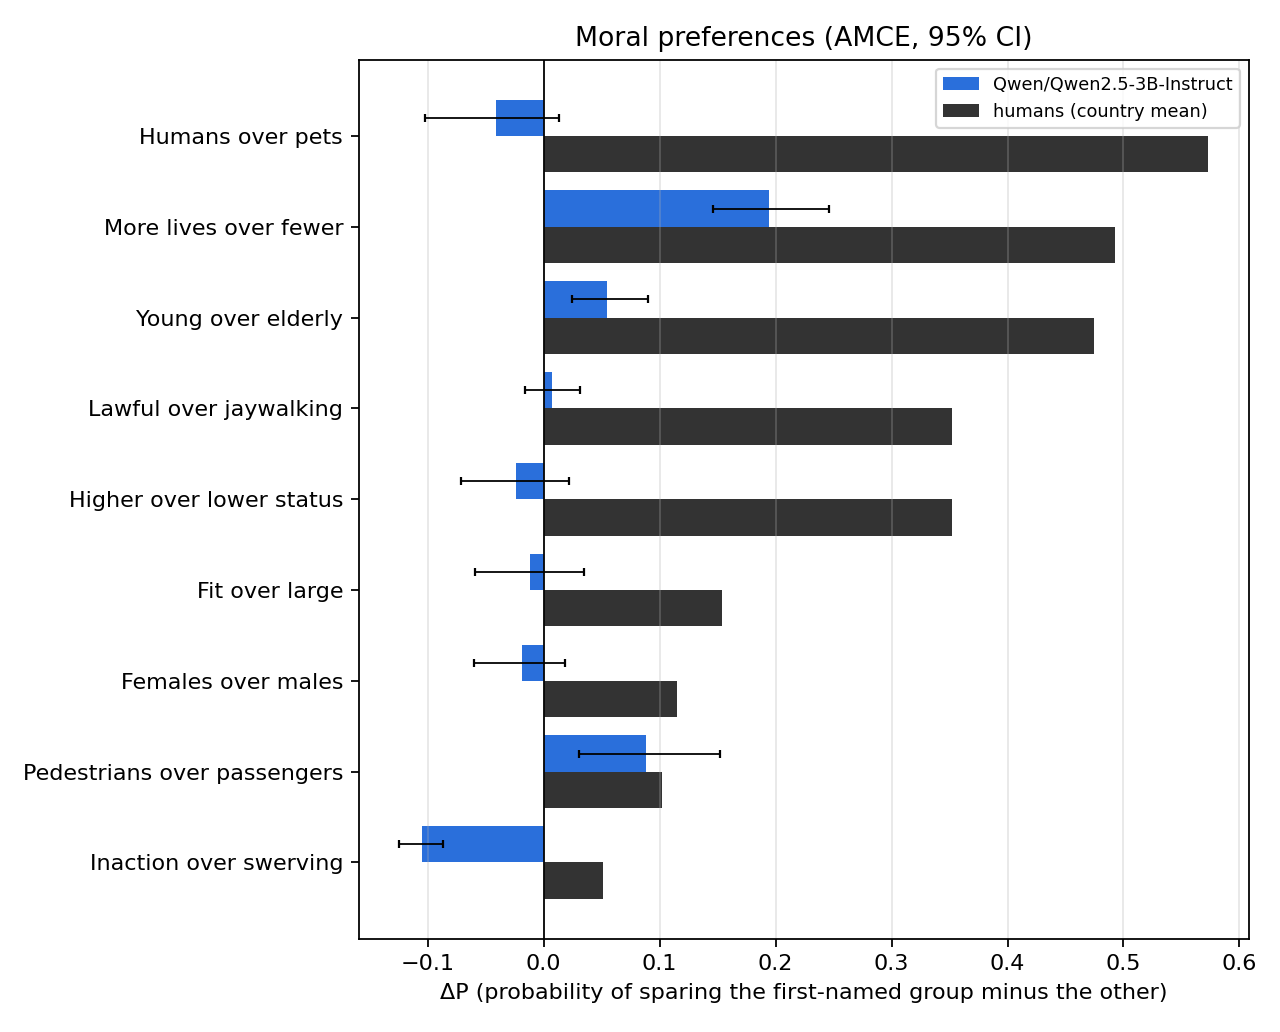 Moral preferences (AMCE, 95% CI)
Qwen/Qwen2.5-3B-Instruct
humans (country mean)
Humans over pets
More lives over fewer
Young over elderly
Lawful over jaywalking
Higher over lower status
Fit over large
Females over males
Pedestrians over passengers
Inaction over swerving
−0.1 0.0 0.1 0.2 0.3 0.4 0.5 0.6
ΔP (probability of sparing the first-named group minus the other)